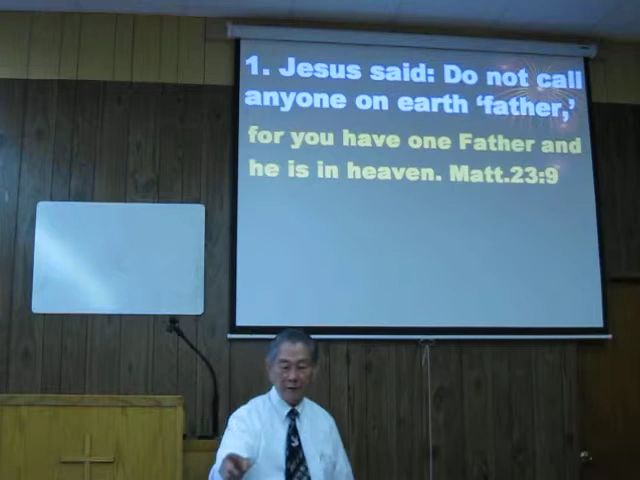 1. Jesus said: Do not call
anyone on earth ‘father,’
for you have one Father and
he is in heaven. Matt.23:9